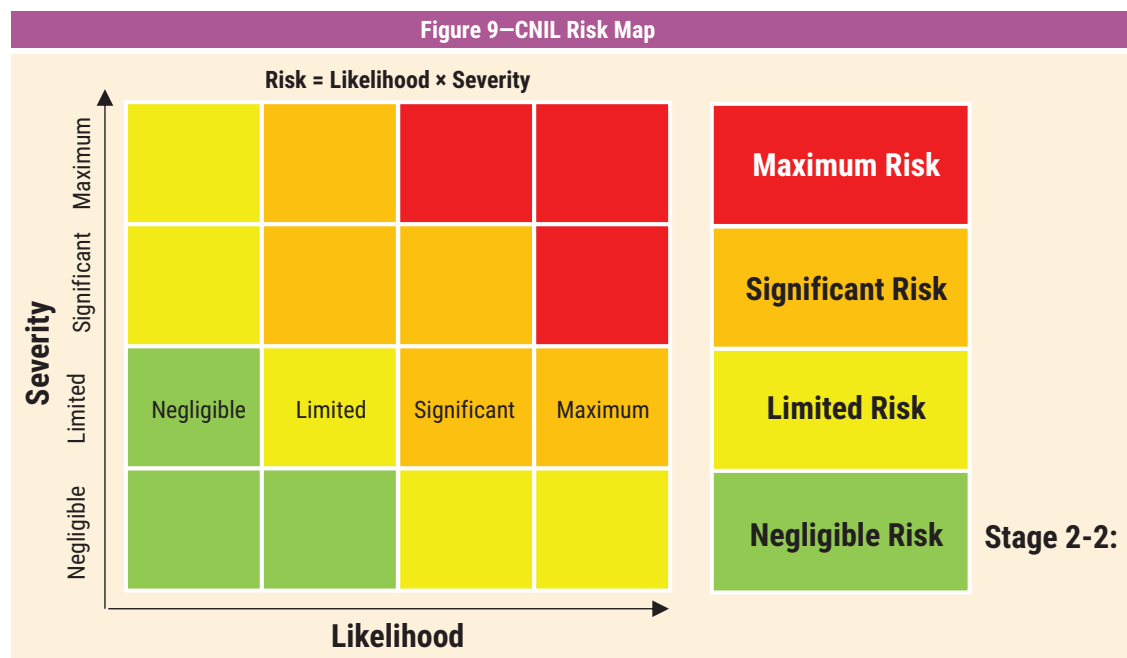 Figure 9—CNIL Risk Map
Risk = Likelihood × Severity
Severity
Maximum
Significant
Limited
Negligible
Negligible
Limited
Significant
Maximum
Likelihood
Maximum Risk
Significant Risk
Limited Risk
Negligible Risk
Stage 2-2: